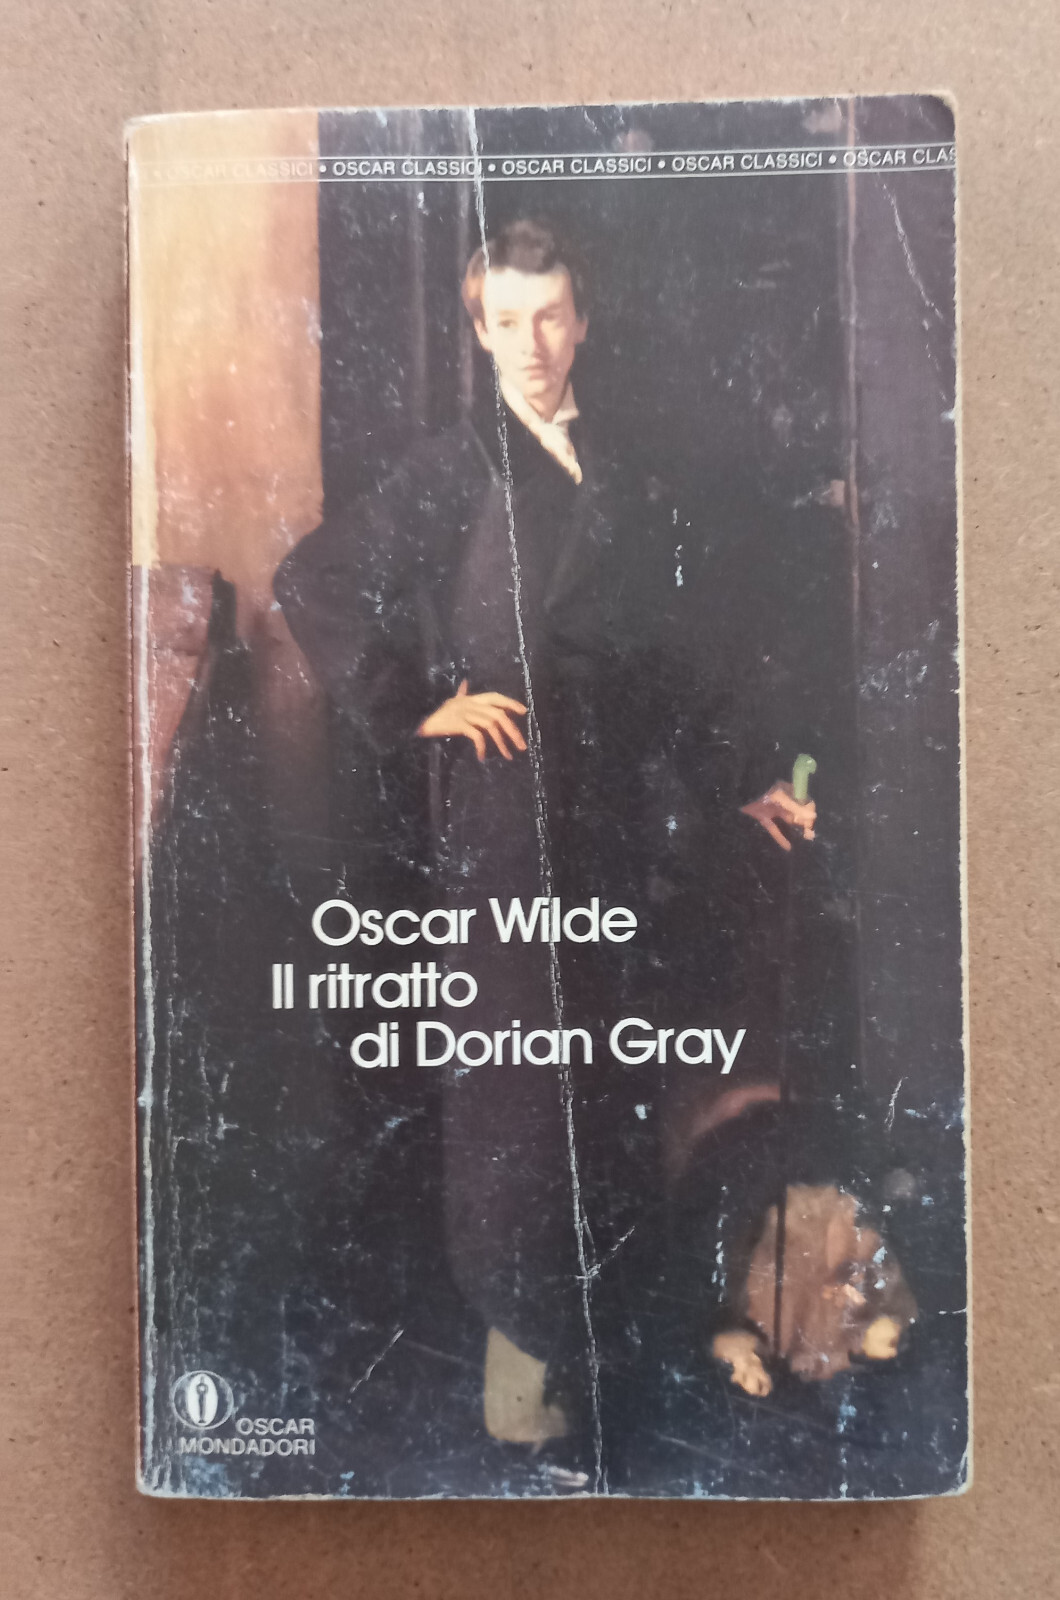 OSCAR CLASSICI • OSCAR CLASSICI • OSCAR CLASSICI • OSCAR CLASSICI • OSCAR CLAS
Oscar Wilde
Il ritratto
di Dorian Gray
OSCAR
MONDADORI